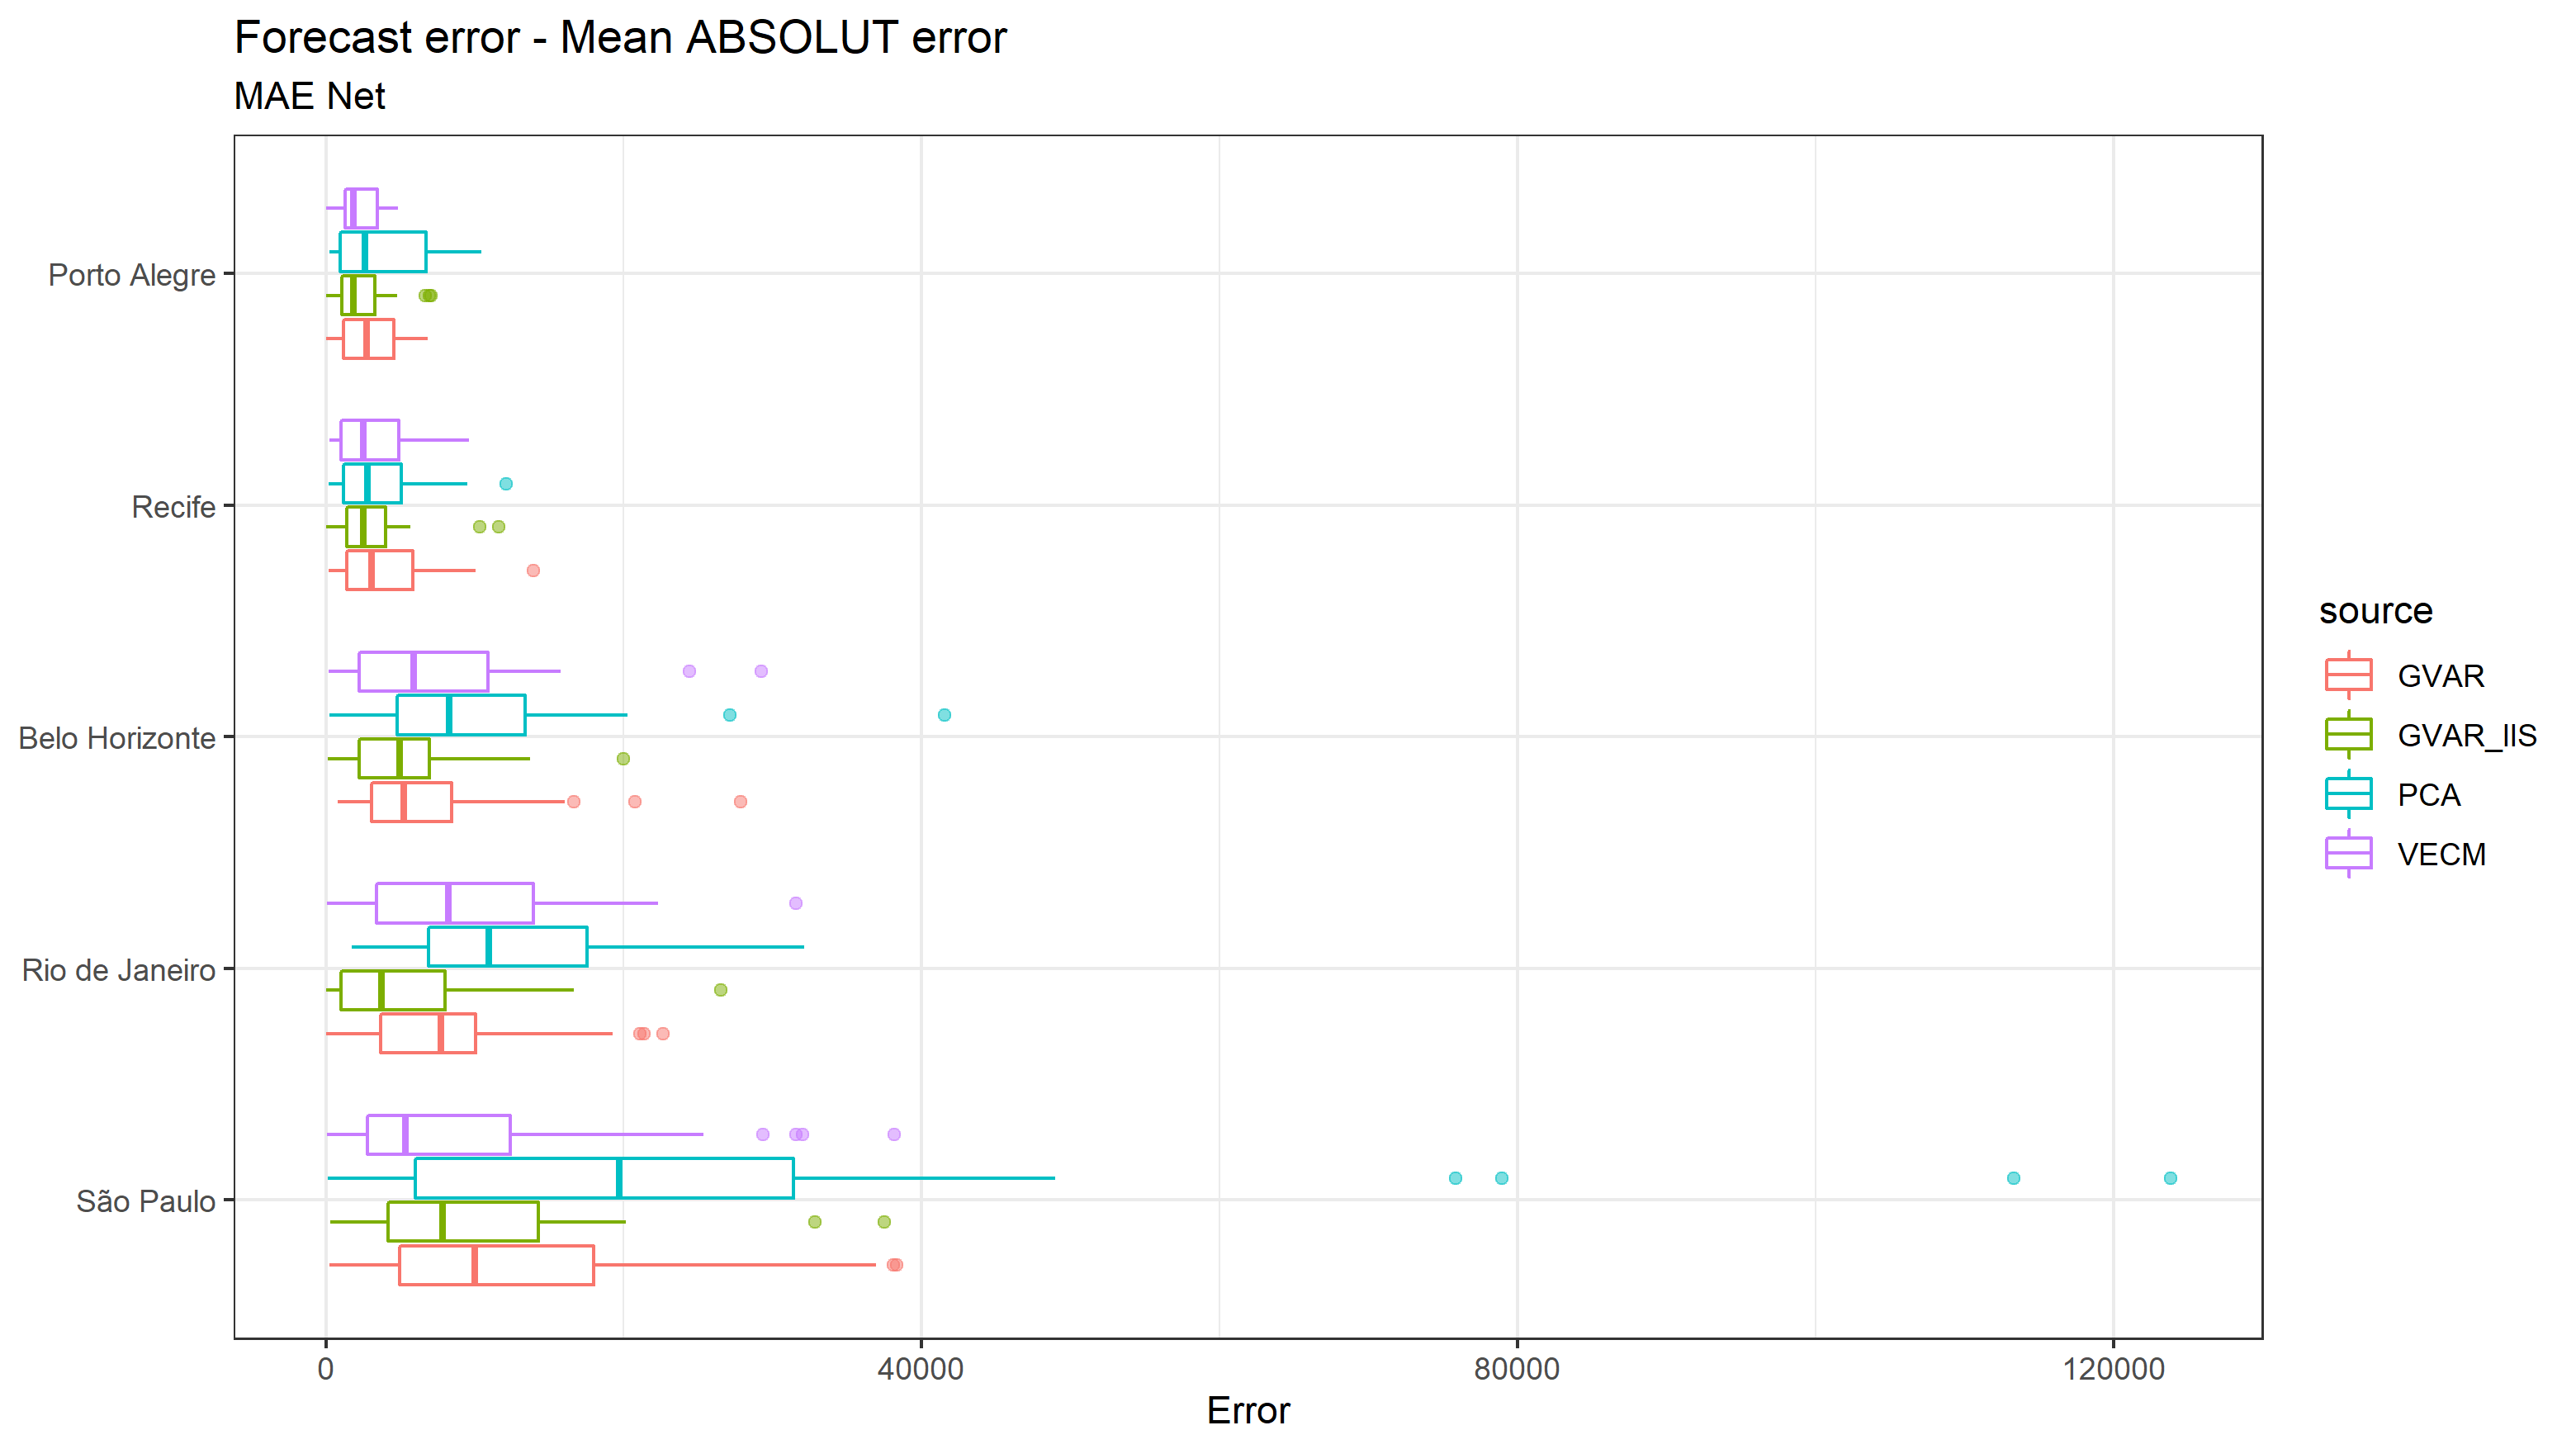 Forecast error - Mean ABSOLUT error
MAE Net
Porto Alegre
Recife
Belo Horizonte
Rio de Janeiro
São Paulo
0
40000
80000
120000
Error
source
GVAR
GVAR_IIS
PCA
VECM